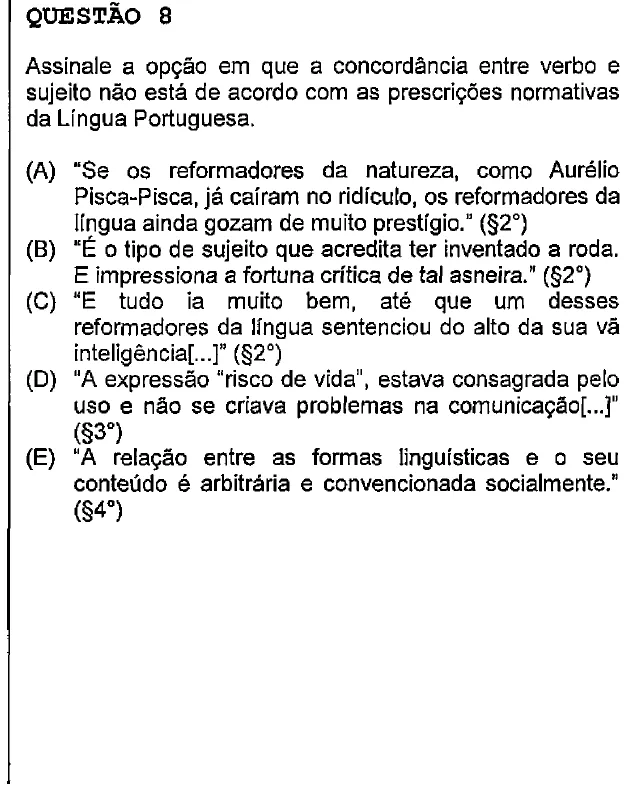 QUESTÃO 8
Assinale a opção em que a concordância entre verbo e
sujeito não está de acordo com as prescrições normativas
da Língua Portuguesa.
(A) "Se os reformadores da natureza, como Aurélio
Pisca-Pisca, já caíram no ridículo, os reformadores da
língua ainda gozam de muito prestígio." (§2°)
(B) "É o tipo de sujeito que acredita ter inventado a roda.
E impressiona a fortuna crítica de tal asneira." (§2°)
(C) "E tudo ia muito bem, até que um desses
reformadores da língua sentenciou do alto da sua vã
inteligência[...]" (§2°)
(D) "A expressão "risco de vida", estava consagrada pelo
uso e não se criava problemas na comunicação[...]"
(§3°)
(E) "A relação entre as formas linguísticas e o seu
conteúdo é arbitrária e convencionada socialmente."
(§4°)